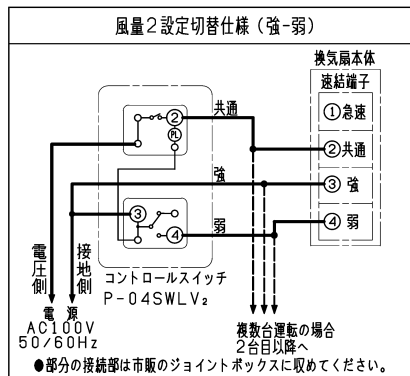 風量2設定切替仕様（強-弱）
換気扇本体
速結端子
①急速
②共通
③強
④弱
共通
②
PL
強
③
弱
④
電圧側
接地側
コントロールスイッチ
P-04SWLV₂
電源
AC100V
50/60Hz
複数台運転の場合
2台目以降へ
●部分の接続部は市販のジョイントボックスに収めてください。